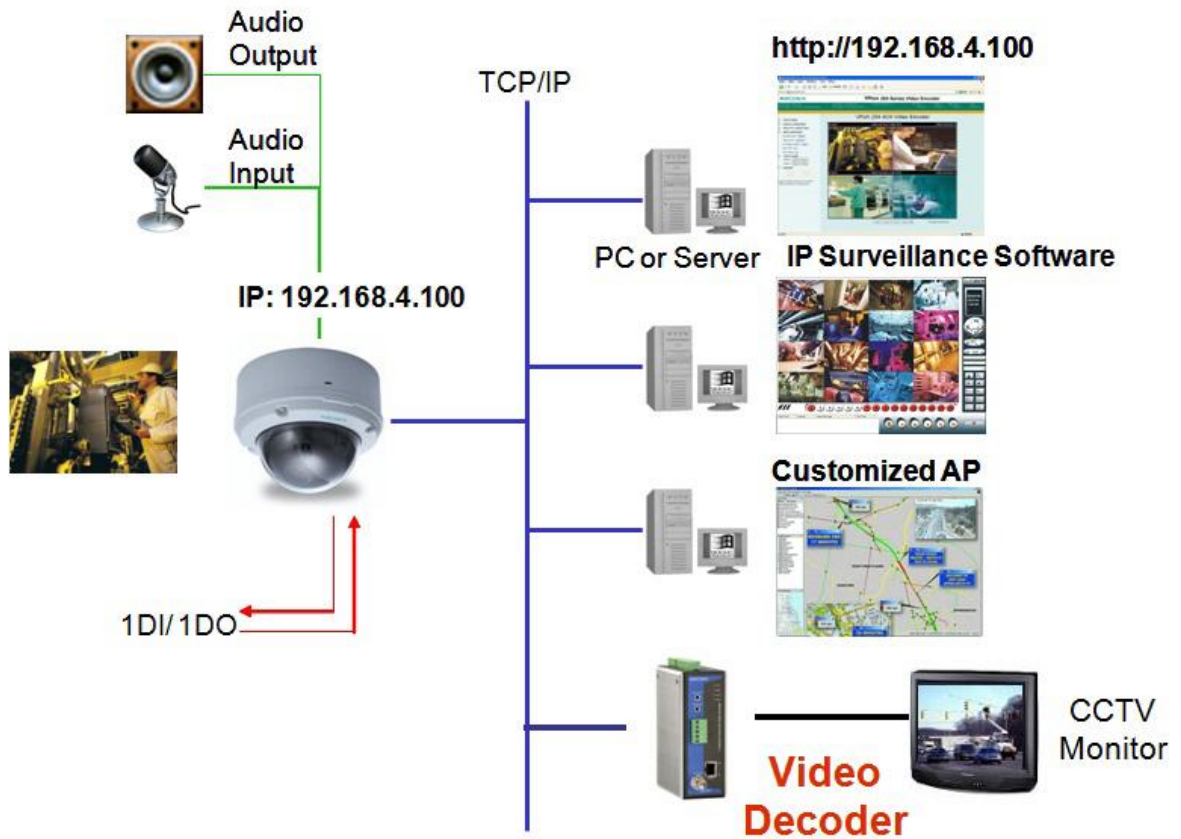 Audio
Output
Audio
Input
TCP/IP
http://192.168.4.100
PC or Server
IP Surveillance Software
IP: 192.168.4.100
Customized AP
1DI/ 1DO
CCTV
Monitor
Video
Decoder